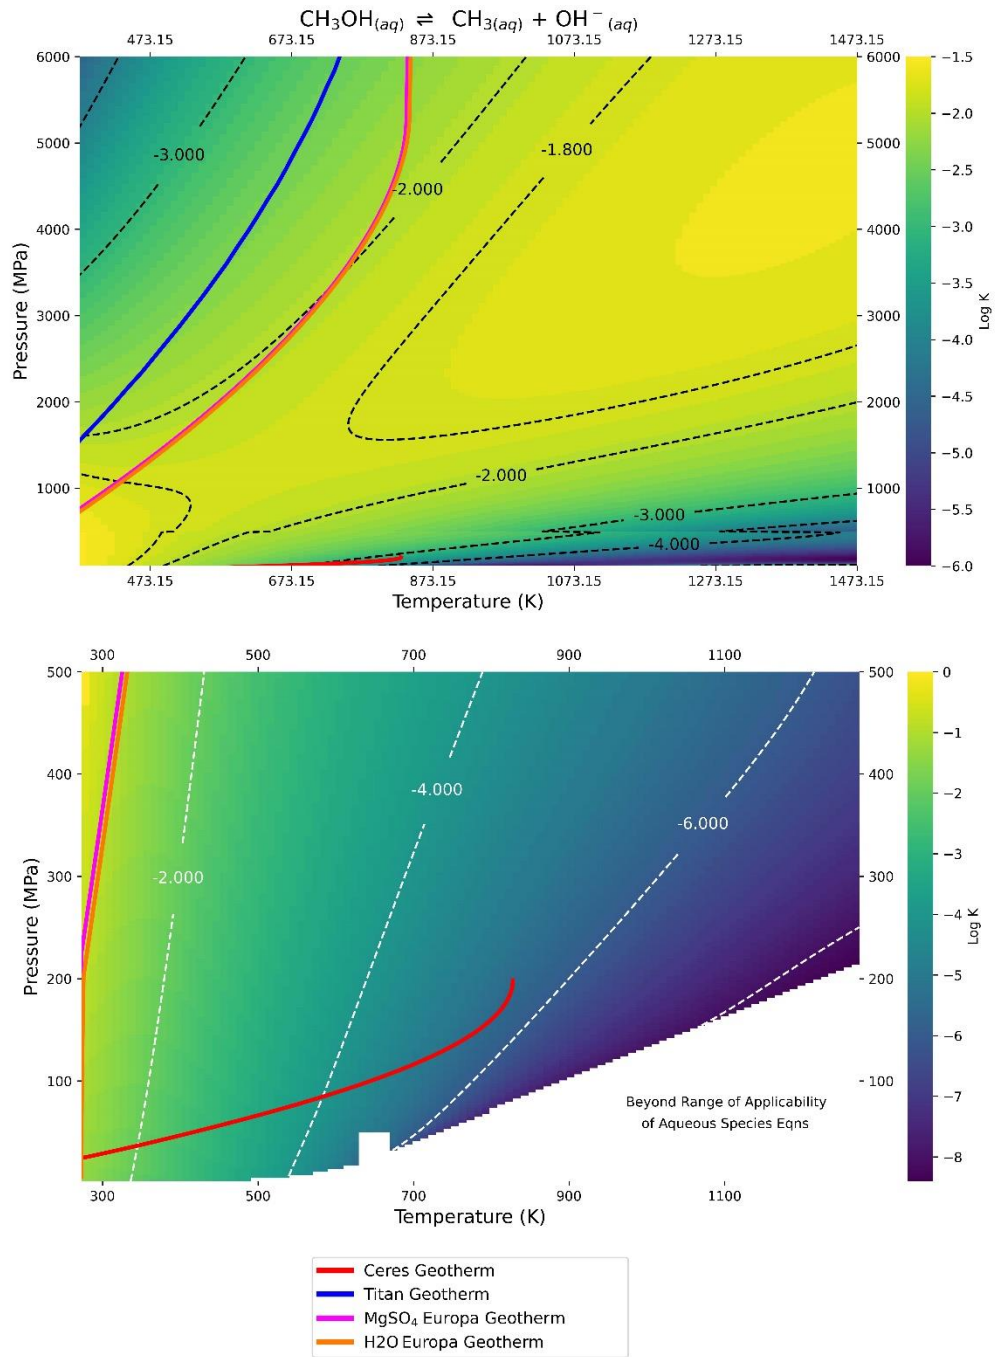 CH₃OH(aq) ⇌ CH₃(aq) + OH⁻(aq)
473.15 673.15 873.15 1073.15 1273.15 1473.15
6000 6000 −1.5
-3.000 -1.800
5000 5000 −2.0
-2.000 −2.5
4000 4000 −3.0
Pressure (MPa) −3.5 Log K
3000 3000
−4.0
2000 2000 −4.5
-2.000 −5.0
1000 1000
-3.000 −5.5
-4.000
−6.0
473.15 673.15 873.15 1073.15 1273.15 1473.15
Temperature (K)
300 500 700 900 1100
500 500 0
−1
400 400
-4.000 −2
-6.000
−3
300 300
-2.000
Pressure (MPa) −4 Log K
−5
200 200
−6
100 100
Beyond Range of Applicability
of Aqueous Species Eqns
−7
−8
300 500 700 900 1100
Temperature (K)
Ceres Geotherm
Titan Geotherm
MgSO₄ Europa Geotherm
H2O Europa Geotherm